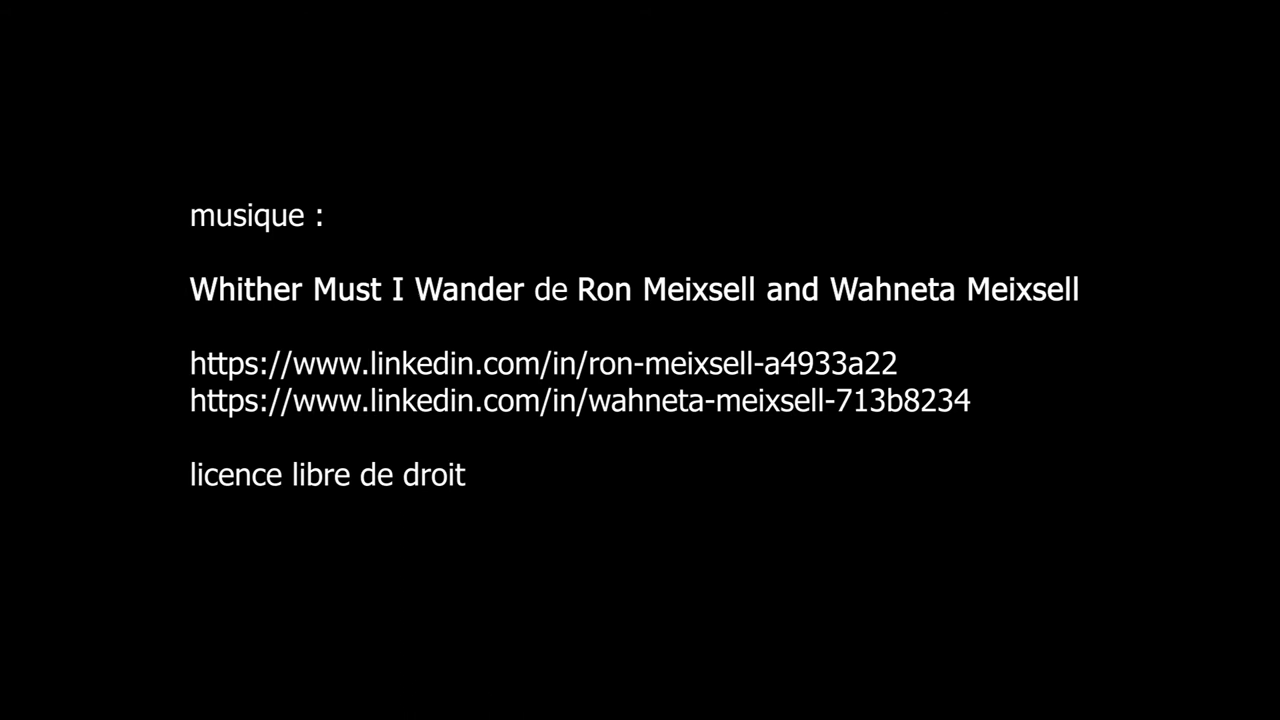 musique :
Whither Must I Wander de Ron Meixsell and Wahneta Meixsell
https://www.linkedin.com/in/ron-meixsell-a4933a22
https://www.linkedin.com/in/wahneta-meixsell-713b8234
licence libre de droit